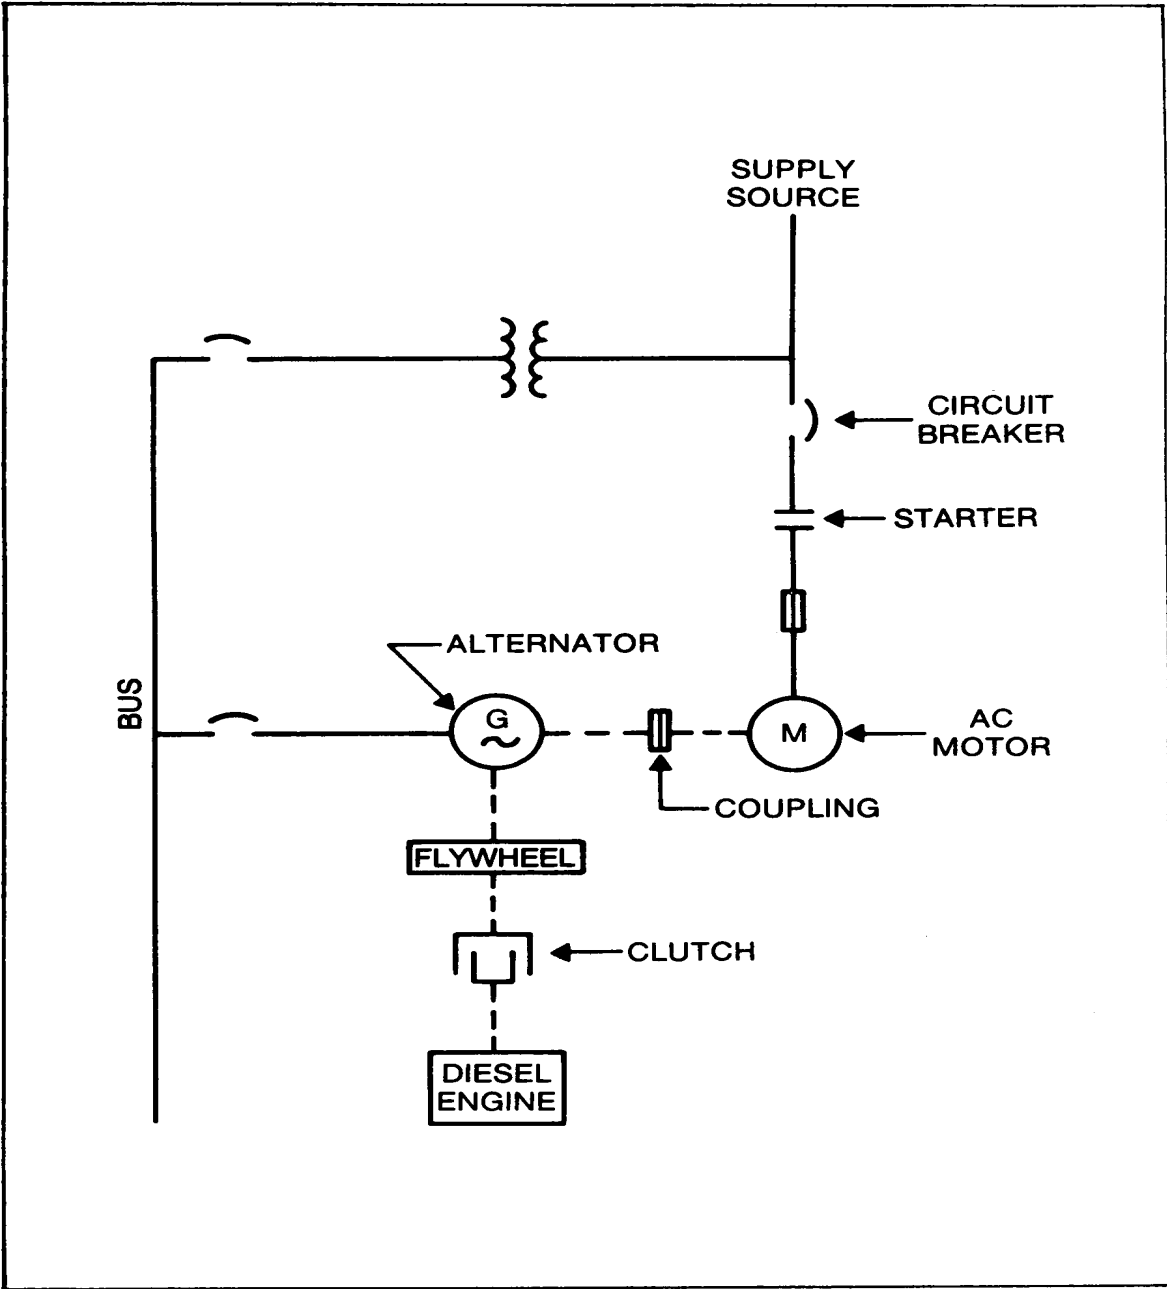 SUPPLY
SOURCE
CIRCUIT
BREAKER
STARTER
ALTERNATOR
BUS
G
M
AC
MOTOR
COUPLING
FLYWHEEL
CLUTCH
DIESEL
ENGINE